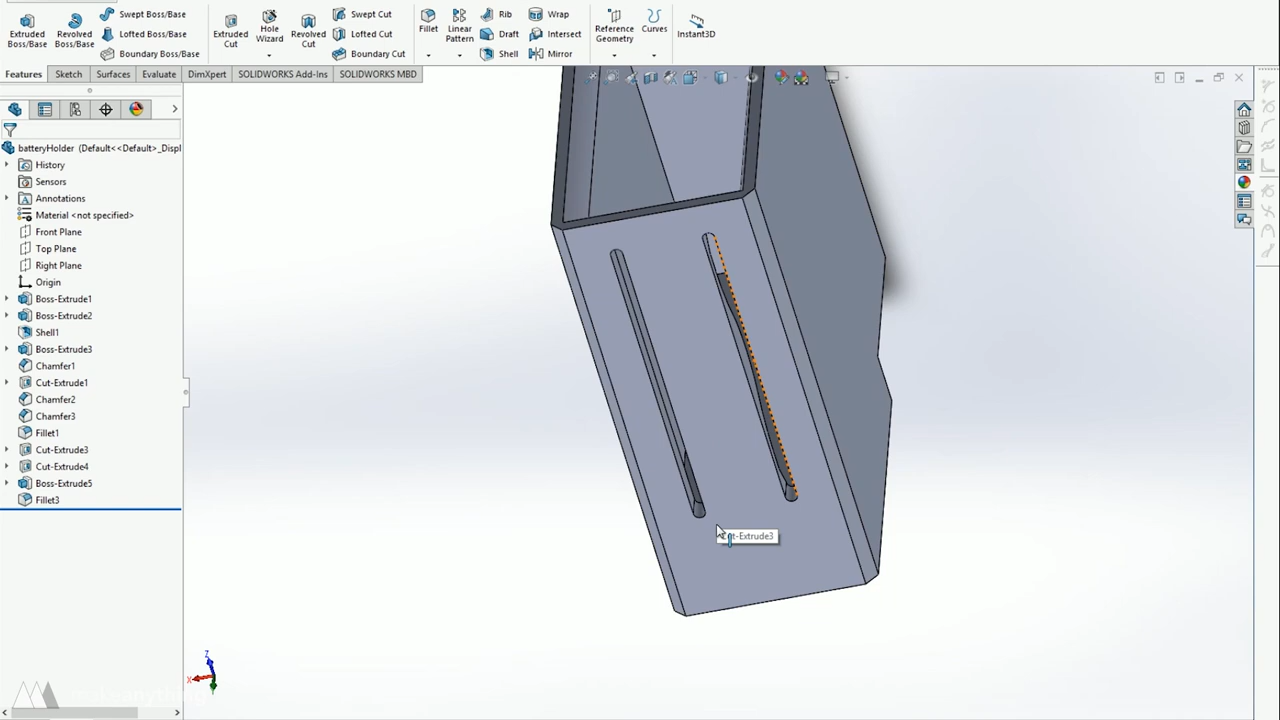 Extruded Boss/Base
Revolved Boss/Base
Swept Boss/Base
Lofted Boss/Base
Boundary Boss/Base
Extruded Cut
Hole Wizard
Revolved Cut
Swept Cut
Lofted Cut
Boundary Cut
Fillet
Linear Pattern
Rib
Draft
Shell
Wrap
Intersect
Mirror
Reference Geometry
Curves
Instant3D
Features
Sketch
Surfaces
Evaluate
DimXpert
SOLIDWORKS Add-Ins
SOLIDWORKS MBD
batteryHolder (Default<<Default>_Displ
History
Sensors
Annotations
Material <not specified>
Front Plane
Top Plane
Right Plane
Origin
Boss-Extrude1
Boss-Extrude2
Shell1
Boss-Extrude3
Chamfer1
Cut-Extrude1
Chamfer2
Chamfer3
Fillet1
Cut-Extrude3
Cut-Extrude4
Boss-Extrude5
Fillet3
Cut-Extrude3
Z
X